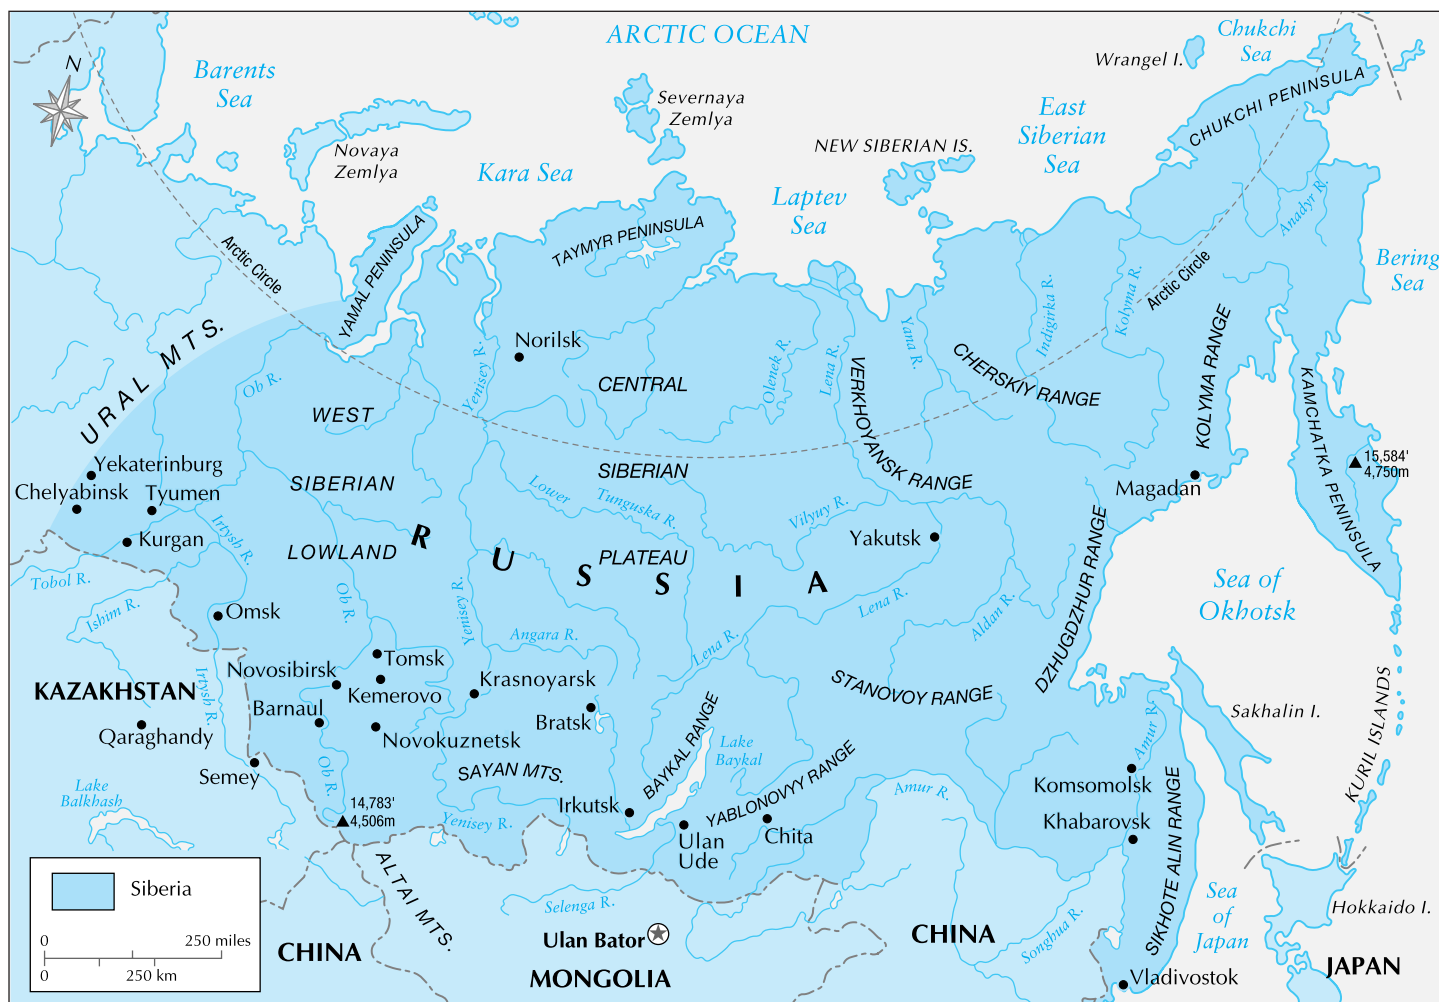 ARCTIC OCEAN
Chukchi
Sea
Wrangel I.
N
Barents
Sea
Severnaya
Zemlya
CHUKCHI PENINSULA
East
Siberian
Sea
NEW SIBERIAN IS.
Novaya
Zemlya
Kara Sea
Laptev
Sea
Anadyr R.
Bering
Sea
Arctic Circle
YAMAL PENINSULA
TAYMYR PENINSULA
Arctic Circle
Indigirka R.
Kolyma R.
URAL MTS.
Ob R.
Yenisey R.
Norilsk
CENTRAL
Olenek R.
Lena R.
Yana R.
VERKHOYANSK RANGE
CHERSKIY RANGE
KOLYMA RANGE
KAMCHATKA PENINSULA
WEST
15,584'
4,750m
Yekaterinburg
Chelyabinsk
Tyumen
SIBERIAN
SIBERIAN
Lower
Tunguska R.
Vilyuy R.
Magadan
Kurgan
Irtysh R.
LOWLAND
RUSSIA
PLATEAU
Yakutsk
DZHUGDZHUR RANGE
Tobol R.
Ishim R.
Ob R.
Yenisey R.
Lena R.
Aldan R.
Sea of
Okhotsk
Omsk
Angara R.
Lena R.
Tomsk
Novosibirsk
Kemerovo
Krasnoyarsk
STANOVOY RANGE
KAZAKHSTAN
Irtysh R.
Barnaul
Bratsk
BAYKAL RANGE
Amur R.
Sakhalin I.
KURIL ISLANDS
Qaraghandy
Novokuznetsk
Lake
Baykal
Semey
Ob R.
SAYAN MTS.
YABLONOVYY RANGE
Komsomolsk
SIKHOTE ALIN RANGE
Lake
Balkhash
14,783'
4,506m
Yenisey R.
Irkutsk
Amur R.
Khabarovsk
Ulan
Ude
Chita
ALTAI MTS.
Siberia
Selenga R.
Sea
of
Japan
Hokkaido I.
0
250 miles
0
250 km
CHINA
Ulan Bator
MONGOLIA
CHINA
Songhua R.
Vladivostok
JAPAN